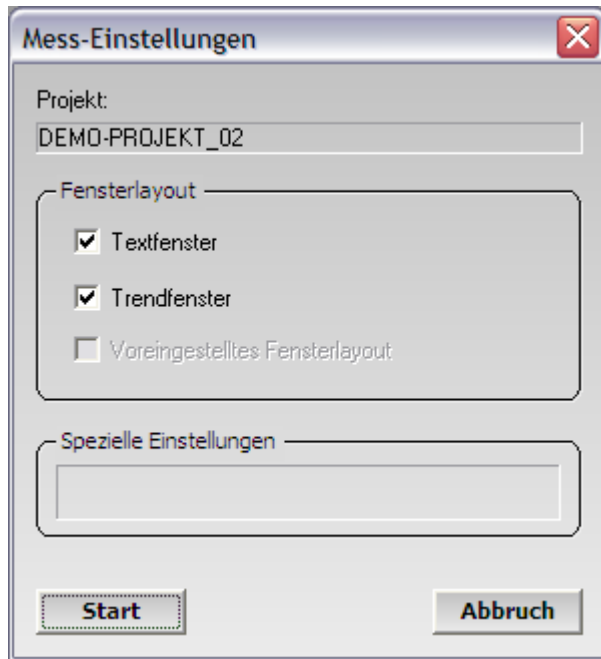 Mess-Einstellungen
Projekt:
DEMO-PROJEKT_02
Fensterlayout
Textfenster
Trendfenster
Voreingestelltes Fensterlayout
Spezielle Einstellungen
Start
Abbruch